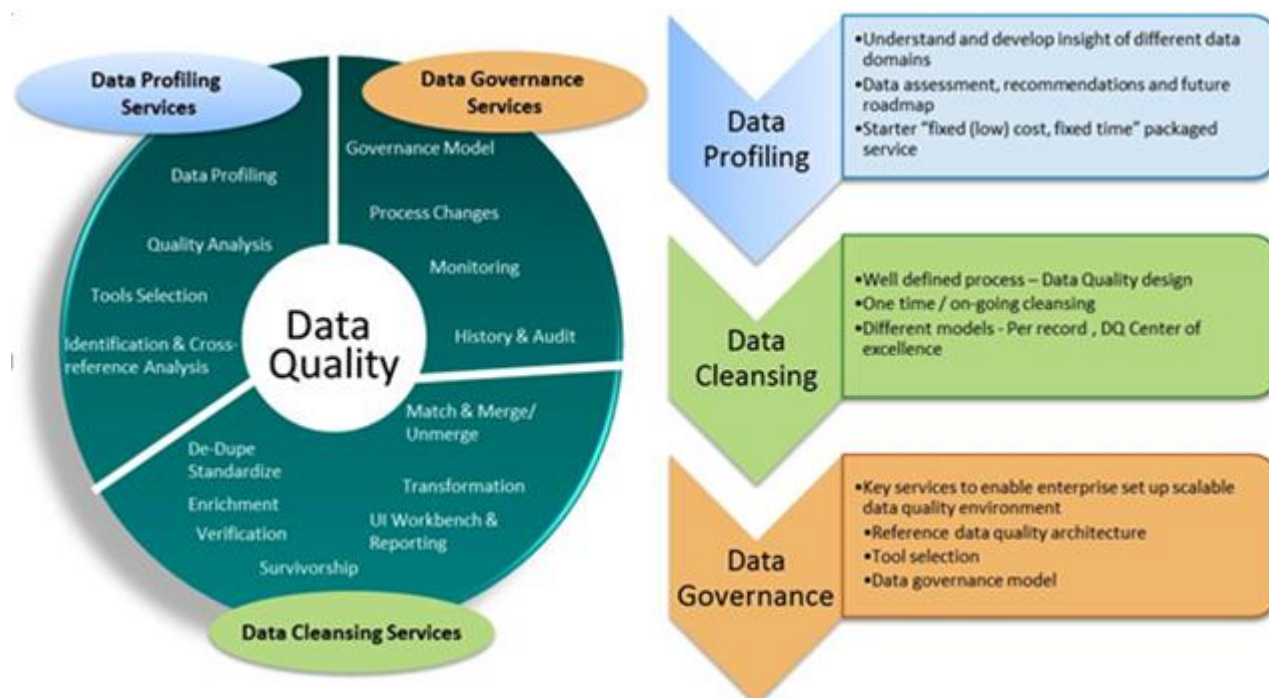 Data Profiling
Services
Data Governance
Services
Governance Model
Data Profiling
Process Changes
Quality Analysis
Monitoring
Tools Selection
History & Audit
Identification & Cross-
reference Analysis
Data
Quality
Match & Merge/
Unmerge
De-Dupe
Standardize
Transformation
Enrichment
UI Workbench &
Reporting
Verification
Survivorship
Data Cleansing Services
Data
Profiling
•Understand and develop insight of different data
domains
•Data assessment, recommendations and future
roadmap
•Starter “fixed (low) cost, fixed time” packaged
service
Data
Cleansing
•Well defined process – Data Quality design
•One time / on-going cleansing
•Different models - Per record , DQ Center of
excellence
Data
Governance
•Key services to enable enterprise set up scalable
data quality environment
•Reference data quality architecture
•Tool selection
•Data governance model